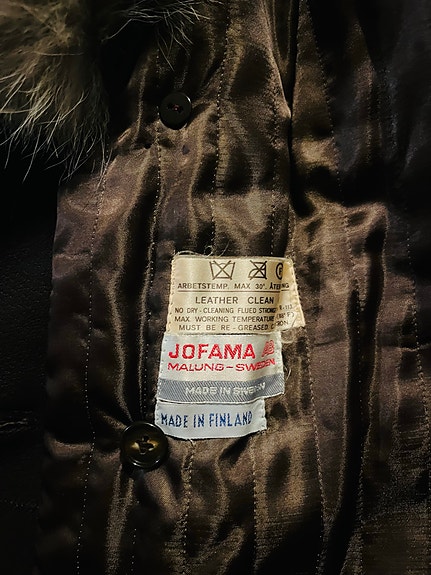 ARBETSTEMP. MAX 30°.
LEATHER CLEAN
NO DRY-CLEANING FLUED
MAX. WORKING TEMPERATURE
MUST BE RE-GREASED
JOFAMA
MALUNG-SWEDEN
MADE IN SWEDEN
MADE IN FINLAND